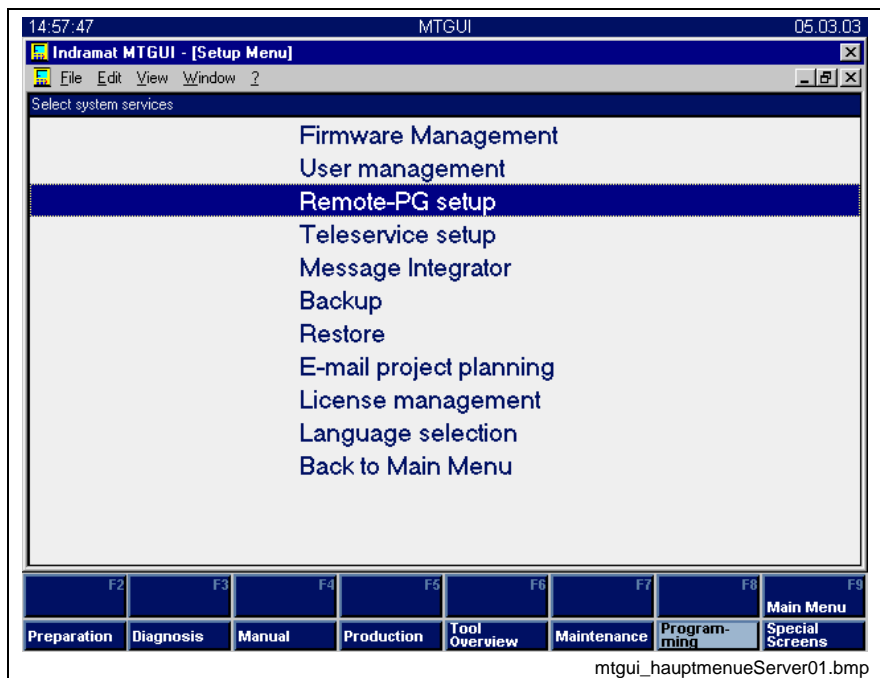 14:57:47 MTGUI 05.03.03
Indramat MTGUI - [Setup Menu]
File Edit View Window ?
Select system services
Firmware Management
User management
Remote-PG setup
Teleservice setup
Message Integrator
Backup
Restore
E-mail project planning
License management
Language selection
Back to Main Menu
F2 F3 F4 F5 F6 F7 F8 F9
Main Menu
Preparation Diagnosis Manual Production Tool Overview Maintenance Program-ming Special Screens
mtgui_hauptmenueServer01.bmp